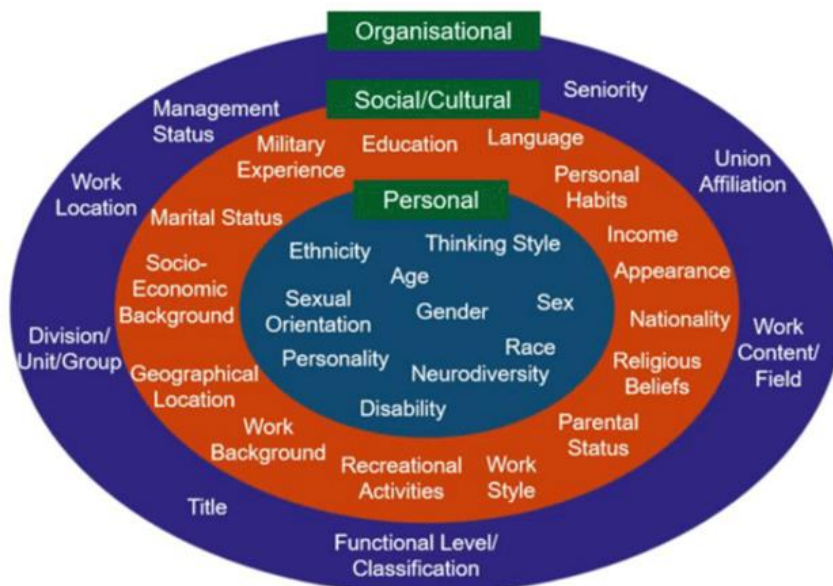 Organisational
Seniority
Management
Status
Union
Affiliation
Work
Location
Work
Content/
Field
Division/
Unit/Group
Title
Functional Level/
Classification
Social/Cultural
Military
Experience
Education
Language
Personal
Habits
Marital Status
Income
Socio-
Economic
Background
Appearance
Nationality
Geographical
Location
Religious
Beliefs
Work
Background
Parental
Status
Recreational
Activities
Work
Style
Personal
Ethnicity
Thinking Style
Age
Sexual
Orientation
Gender
Sex
Personality
Race
Neurodiversity
Disability